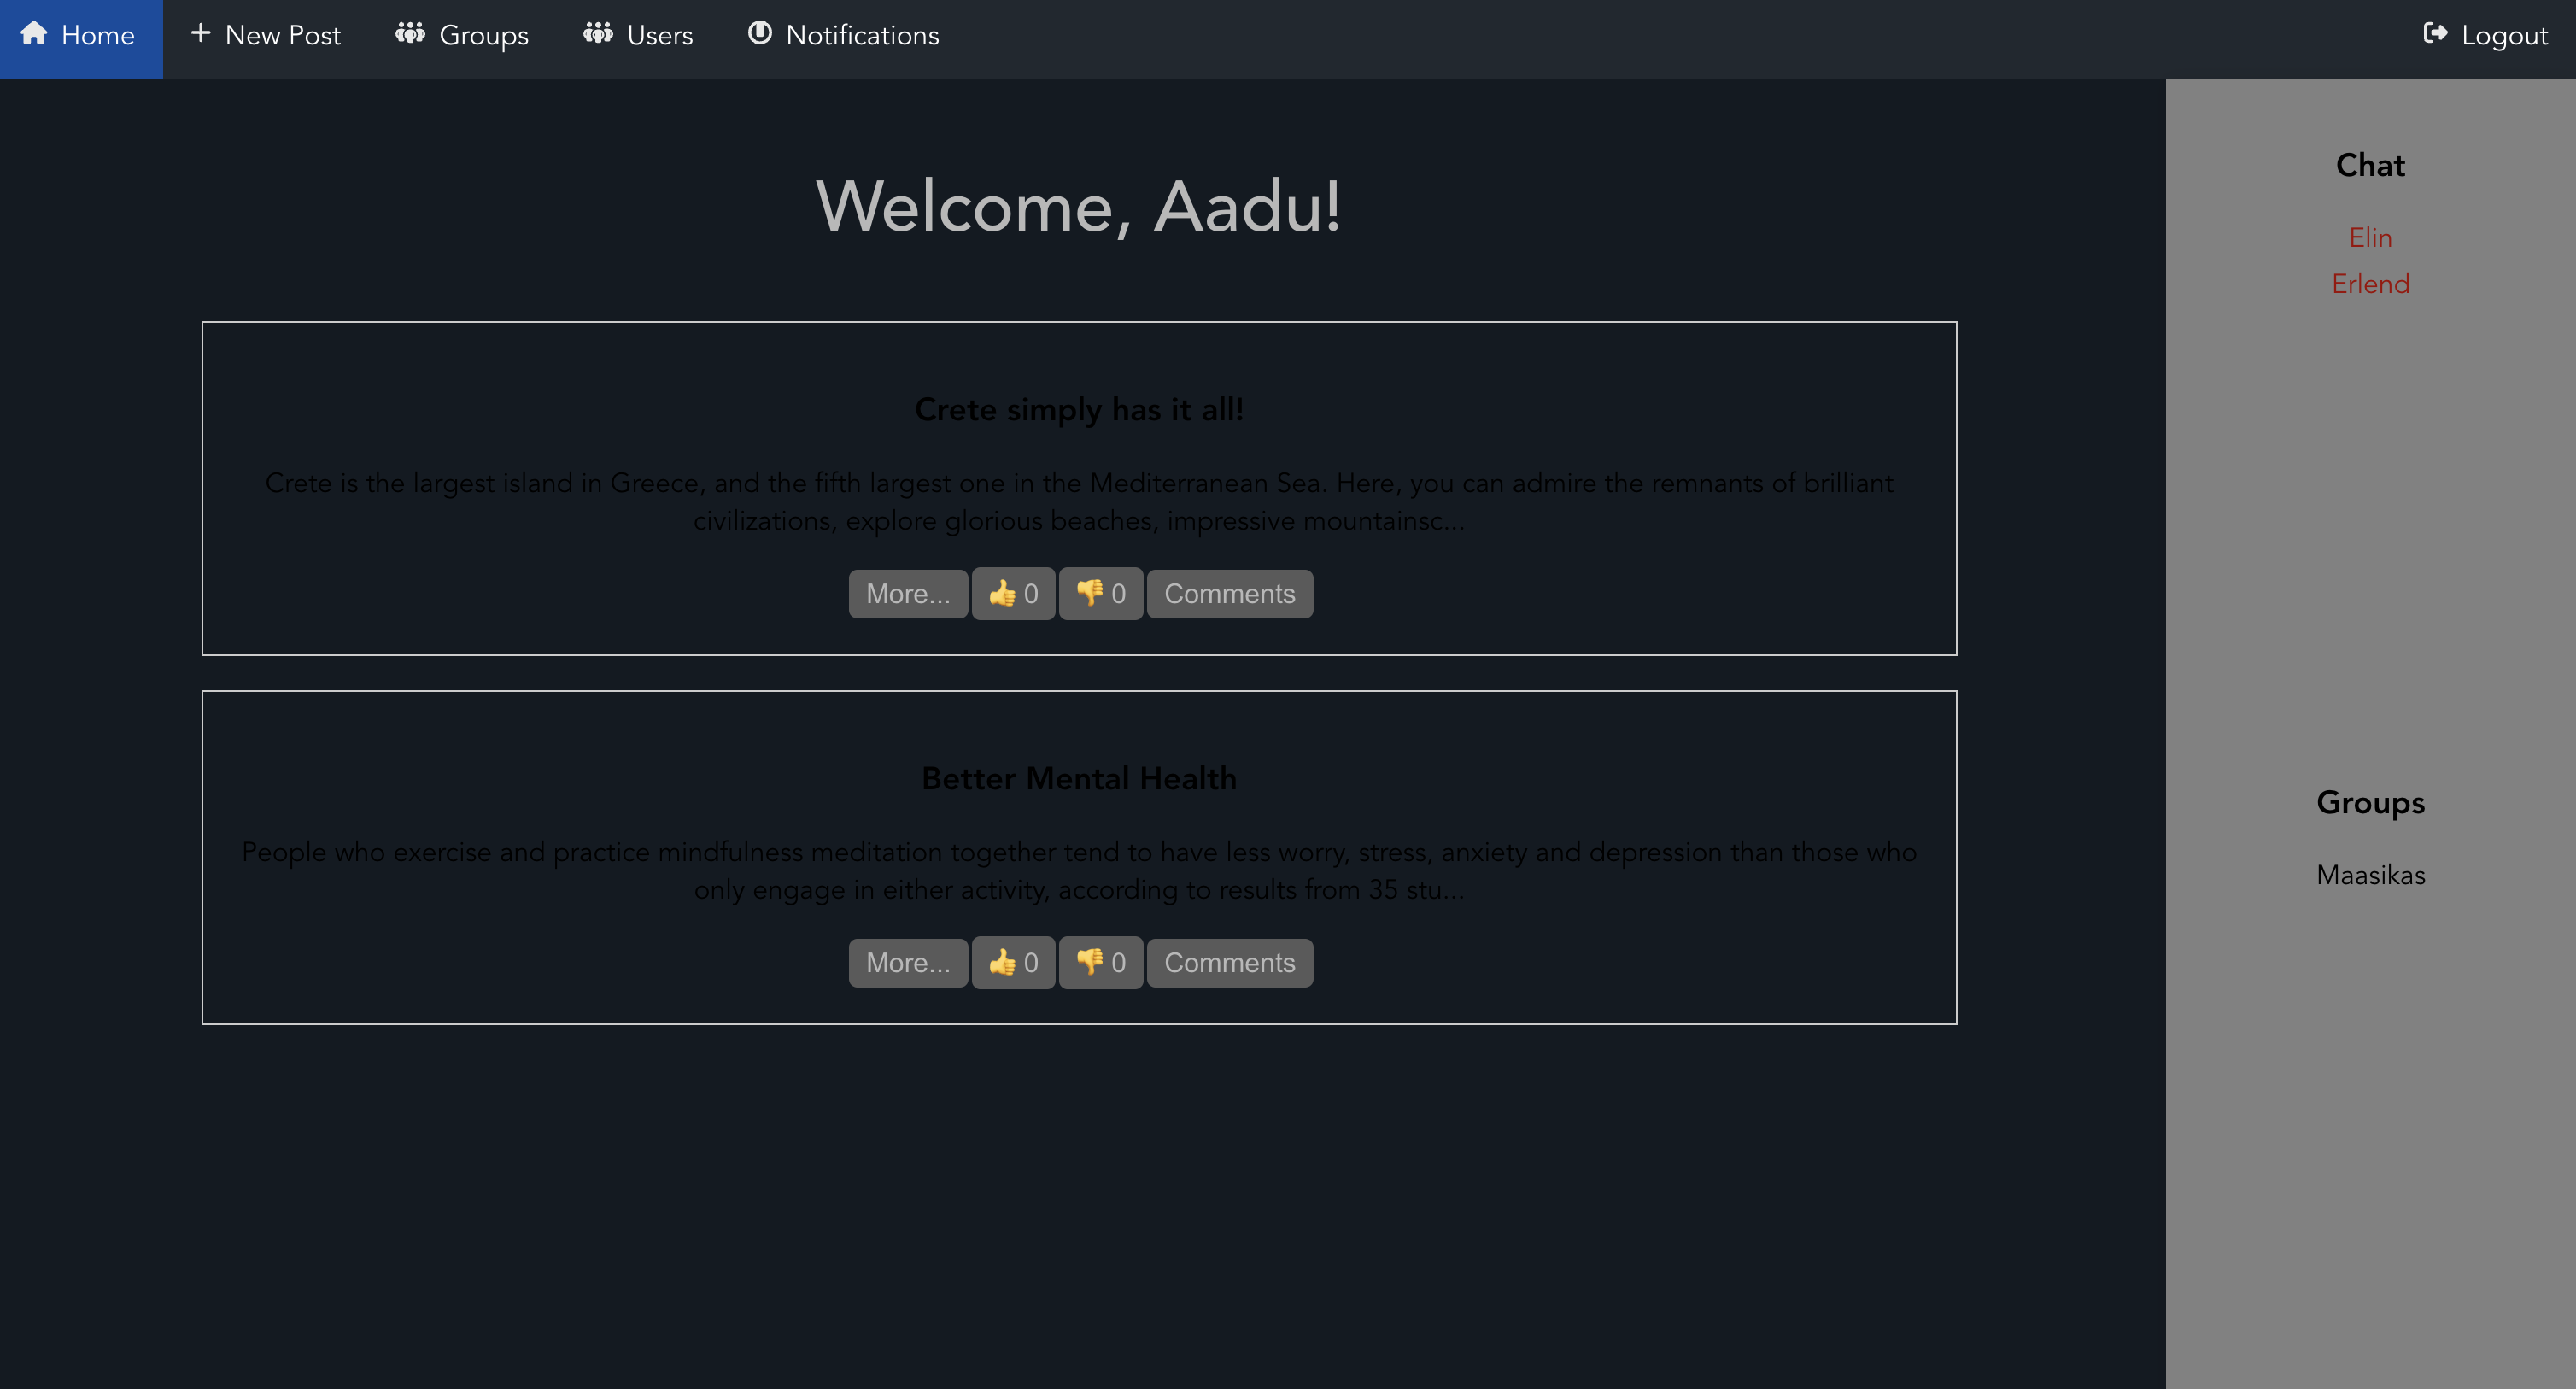 Home
New Post
Groups
Users
Notifications
Logout
Welcome, Aadu!
Crete simply has it all!
Crete is the largest island in Greece, and the fifth largest one in the Mediterranean Sea. Here, you can admire the remnants of brilliant
civilizations, explore glorious beaches, impressive mountainsc...
More...
👍 0
👎 0
Comments
Better Mental Health
People who exercise and practice mindfulness meditation together tend to have less worry, stress, anxiety and depression than those who
only engage in either activity, according to results from 35 stu...
More...
👍 0
👎 0
Comments
Chat
Elin
Erlend
Groups
Maasikas